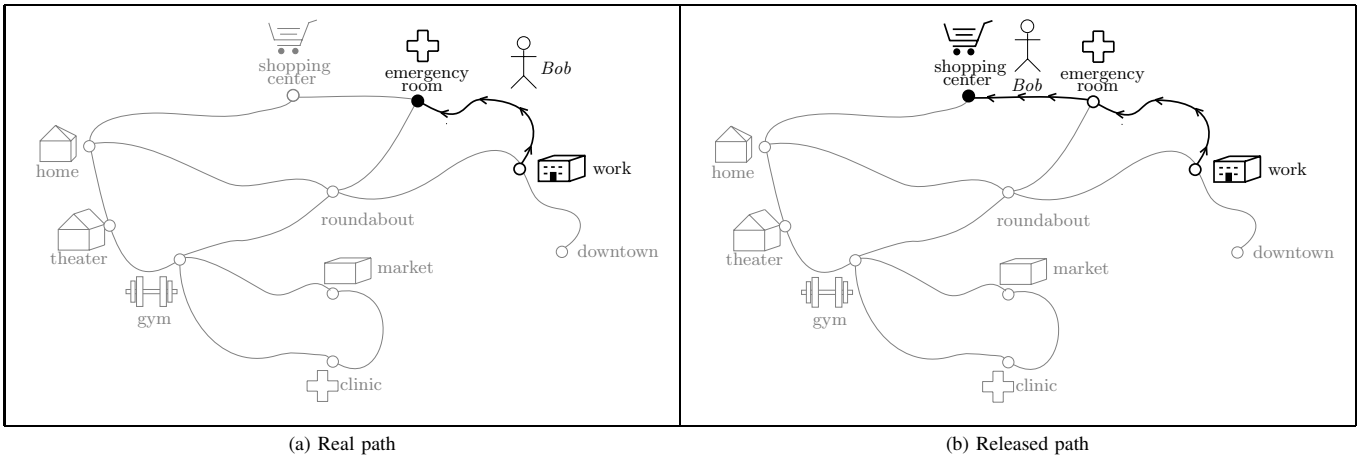 shopping
center
emergency
room
Bob
home
work
roundabout
theater
downtown
market
gym
clinic
shopping
center
Bob
emergency
room
home
work
roundabout
theater
downtown
market
gym
clinic
(a) Real path
(b) Released path